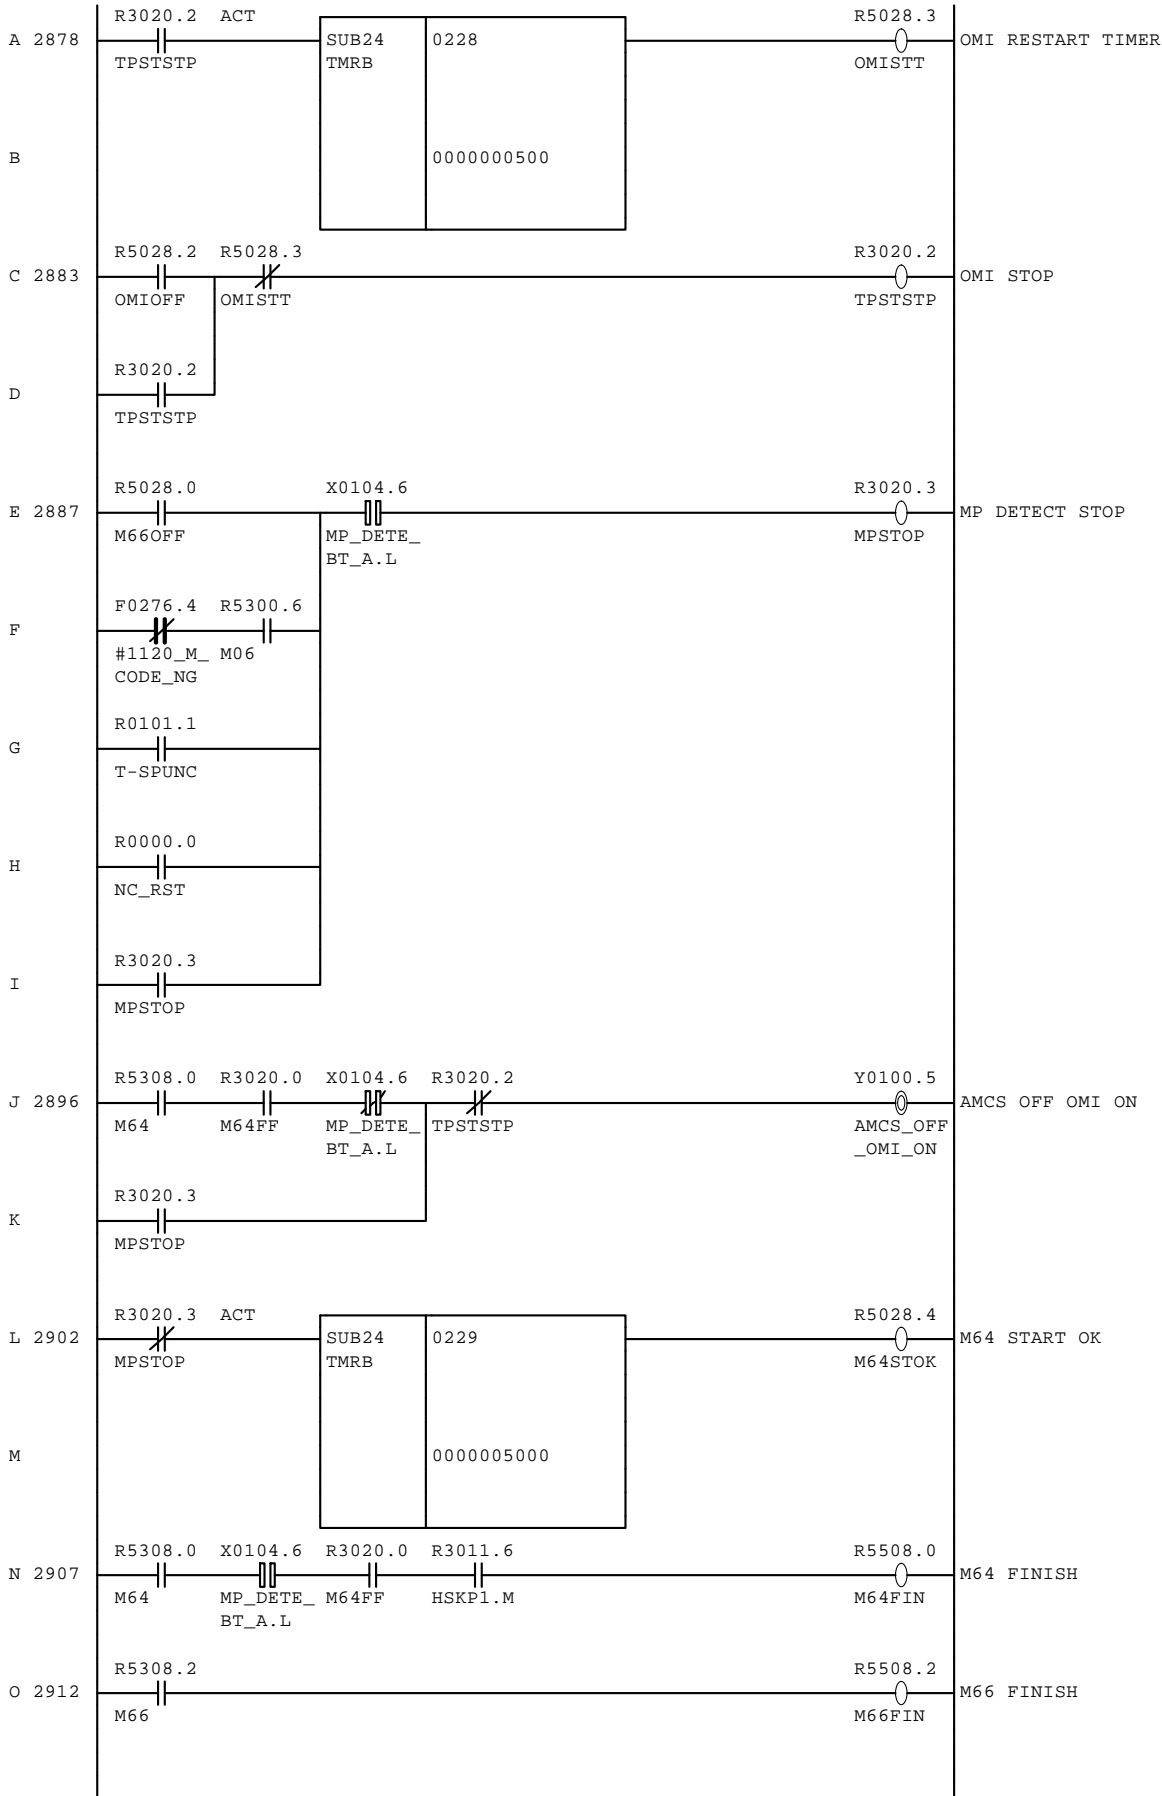 R3020.2 ACT R5028.3
A 2878 SUB24 0228 OMI RESTART TIMER
TPSTSTP TMRB OMISTT
B 0000000500
R5028.2 R5028.3 R3020.2
C 2883 OMI STOP
OMIOFF OMISTT TPSTSTP
R3020.2
D
TPSTSTP
R5028.0 X0104.6 R3020.3
E 2887 MP DETECT STOP
M66OFF MP_DETE_ MPSTOP
BT_A.L
F0276.4 R5300.6
F
#1120_M_ M06
CODE_NG
R0101.1
G
T-SPUNC
R0000.0
H
NC_RST
R3020.3
I
MPSTOP
R5308.0 R3020.0 X0104.6 R3020.2 Y0100.5
J 2896 AMCS OFF OMI ON
M64 M64FF MP_DETE_ TPSTSTP AMCS_OFF
BT_A.L _OMI_ON
R3020.3
K
MPSTOP
R3020.3 ACT R5028.4
L 2902 SUB24 0229 M64 START OK
MPSTOP TMRB M64STOK
M 0000005000
R5308.0 X0104.6 R3020.0 R3011.6 R5508.0
N 2907 M64 FINISH
M64 MP_DETE_ M64FF HSKP1.M M64FIN
BT_A.L
R5308.2 R5508.2
O 2912 M66 FINISH
M66 M66FIN